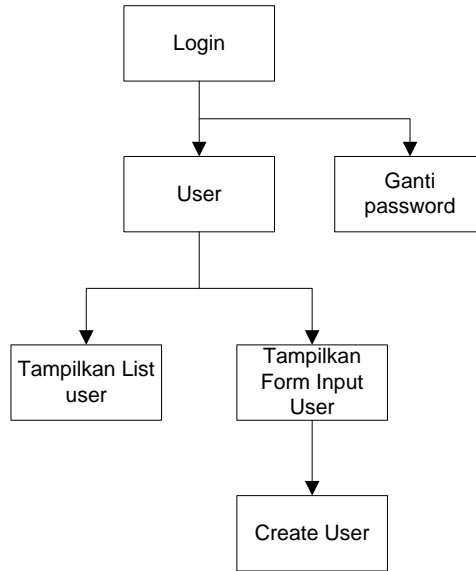 Login
User
Ganti
password
Tampilkan List
user
Tampilkan
Form Input
User
Create User